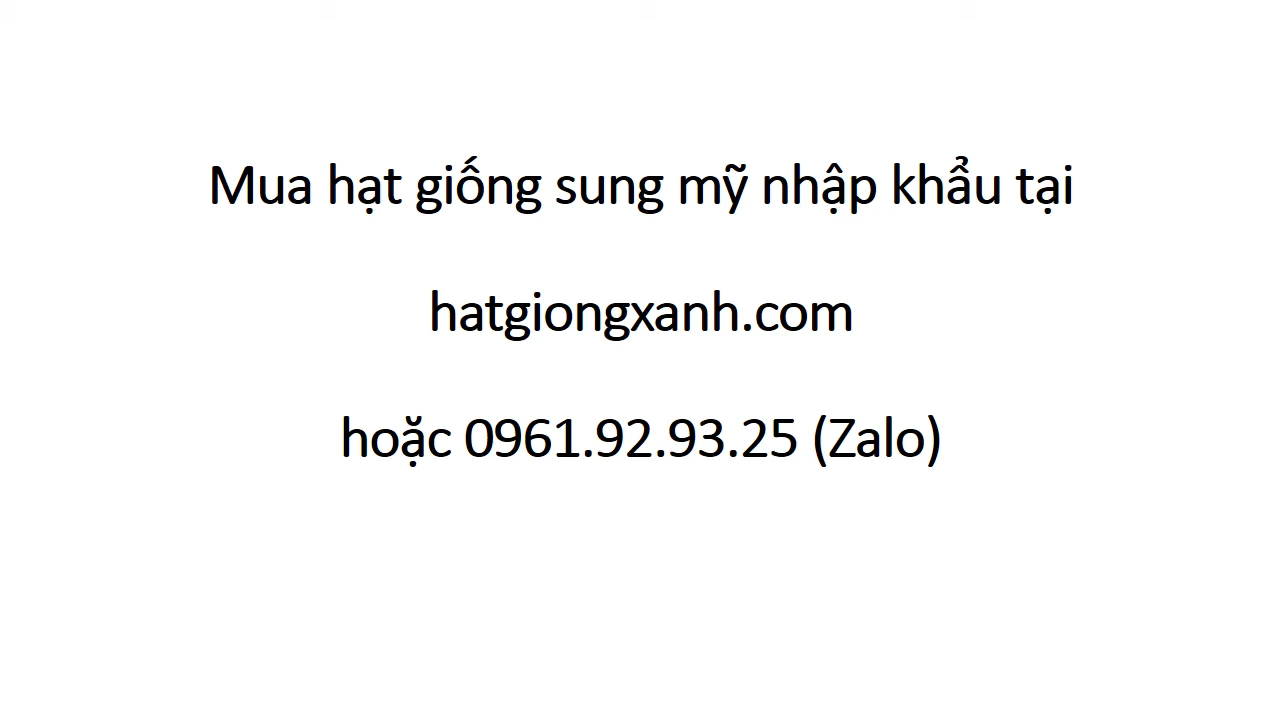 Mua hạt giống sung mỹ nhập khẩu tại
hatgiongxanh.com
hoặc 0961.92.93.25 (Zalo)